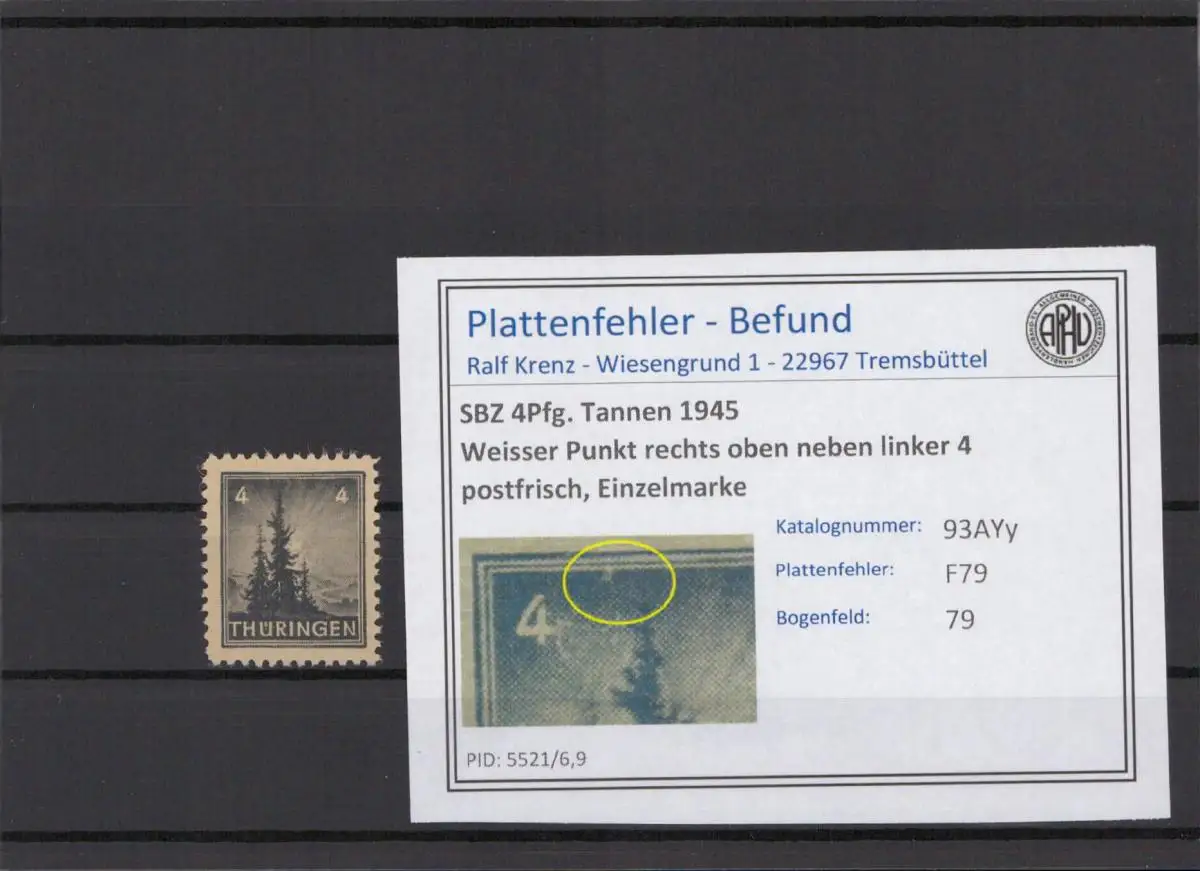 4 4
THÜRINGEN
Plattenfehler - Befund
Ralf Krenz - Wiesengrund 1 - 22967 Tremsbüttel
APHV
SBZ 4Pfg. Tannen 1945
Weisser Punkt rechts oben neben linker 4
postfrisch, Einzelmarke
4
Katalognummer: 93AYy
Plattenfehler: F79
Bogenfeld: 79
PID: 5521/6,9